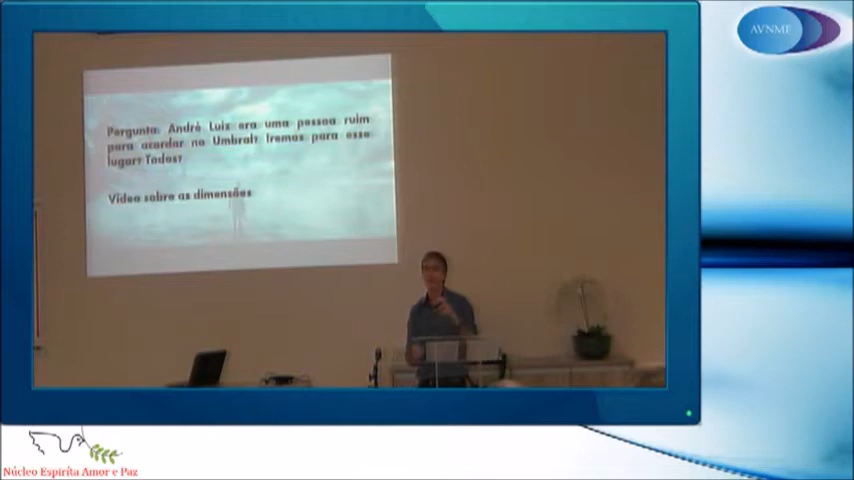 AVNMF
Pergunta: André Luiz era uma pessoa ruim
para acordar no Umbral? Iremos para esse
lugar? Todos?
Vídeo sobre as dimensões
Núcleo Espírita Amor e Paz